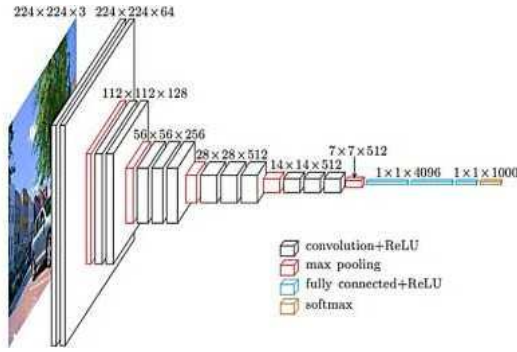 224×224×3 224×224×64
112×112×128
56×56×256
28×28×512
14×14×512
7×7×512
1×1×4096 1×1×1000
convolution+ReLU
max pooling
fully connected+ReLU
softmax